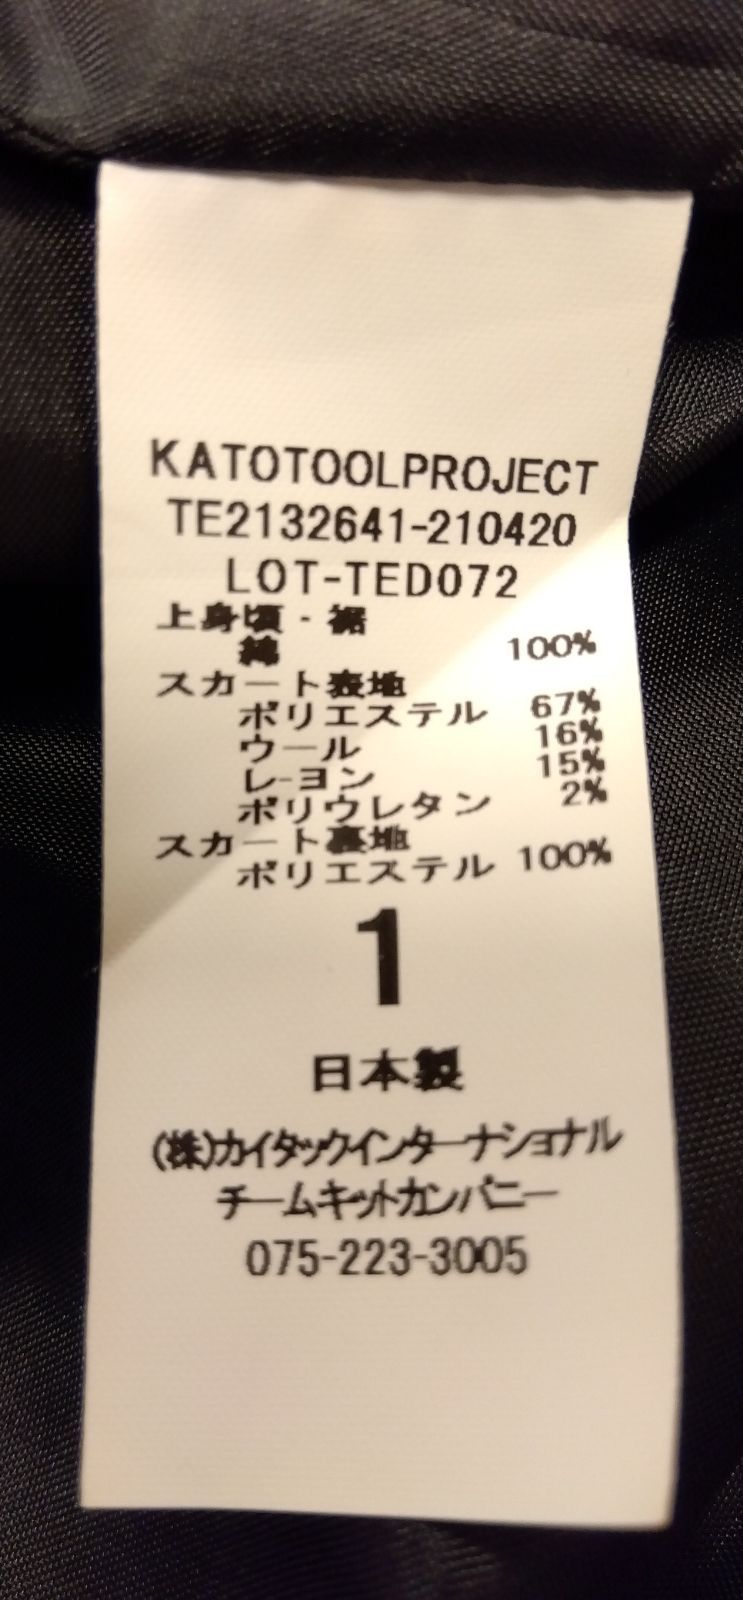 KATOTOOLPROJECT
TE2132641-210420
LOT-TED072
上身頃・裾
綿 100%
スカート表地
ポリエステル 67%
ウール 16%
レーヨン 15%
ポリウレタン 2%
スカート裏地
ポリエステル 100%
1
日本製
(株)カイタックインターナショナル
チームキットカンパニー
075-223-3005